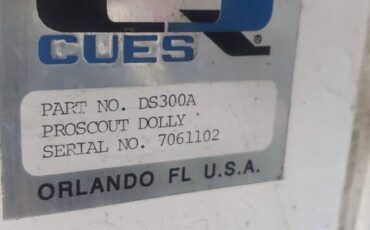 CUES
PART NO. DS300A
PROSCOUT DOLLY
SERIAL NO. 7061102
ORLANDO FL U.S.A.